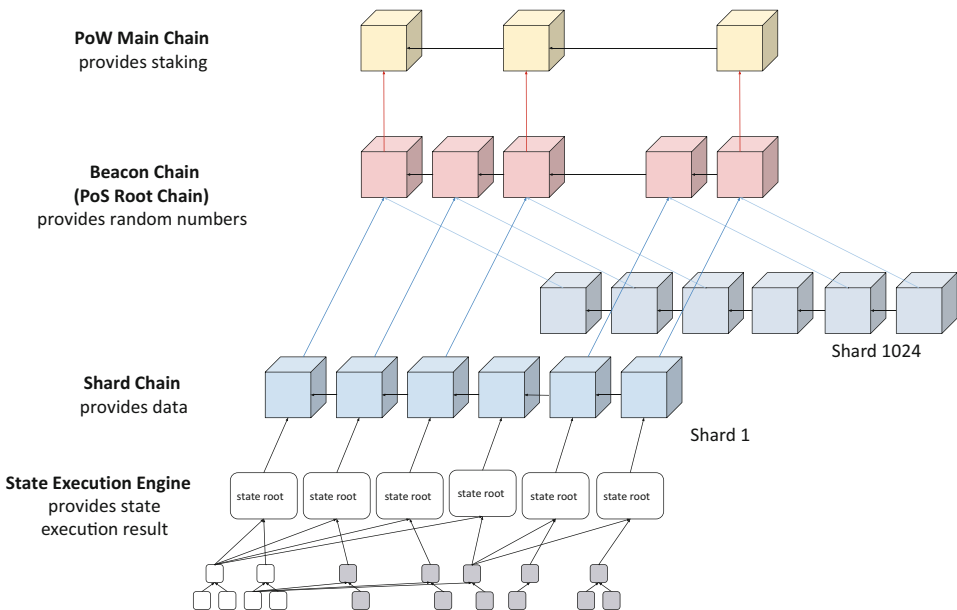 PoW Main Chain
provides staking
Beacon Chain
(PoS Root Chain)
provides random numbers
Shard 1024
Shard Chain
provides data
Shard 1
State Execution Engine
provides state
execution result
state root
state root
state root
state root
state root
state root